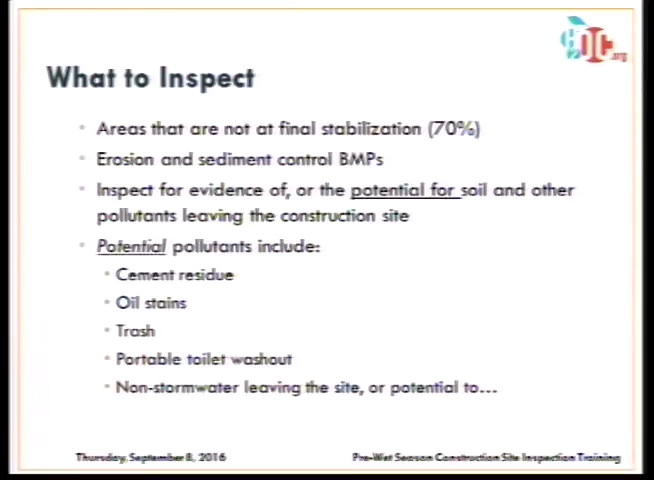 H2OC.org
What to Inspect
Areas that are not at final stabilization (70%)
Erosion and sediment control BMPs
Inspect for evidence of, or the potential for soil and other
pollutants leaving the construction site
Potential pollutants include:
Cement residue
Oil stains
Trash
Portable toilet washout
Non-stormwater leaving the site, or potential to...
Thursday, September 8, 2016
Pre-Wet Season Construction Site Inspection Training